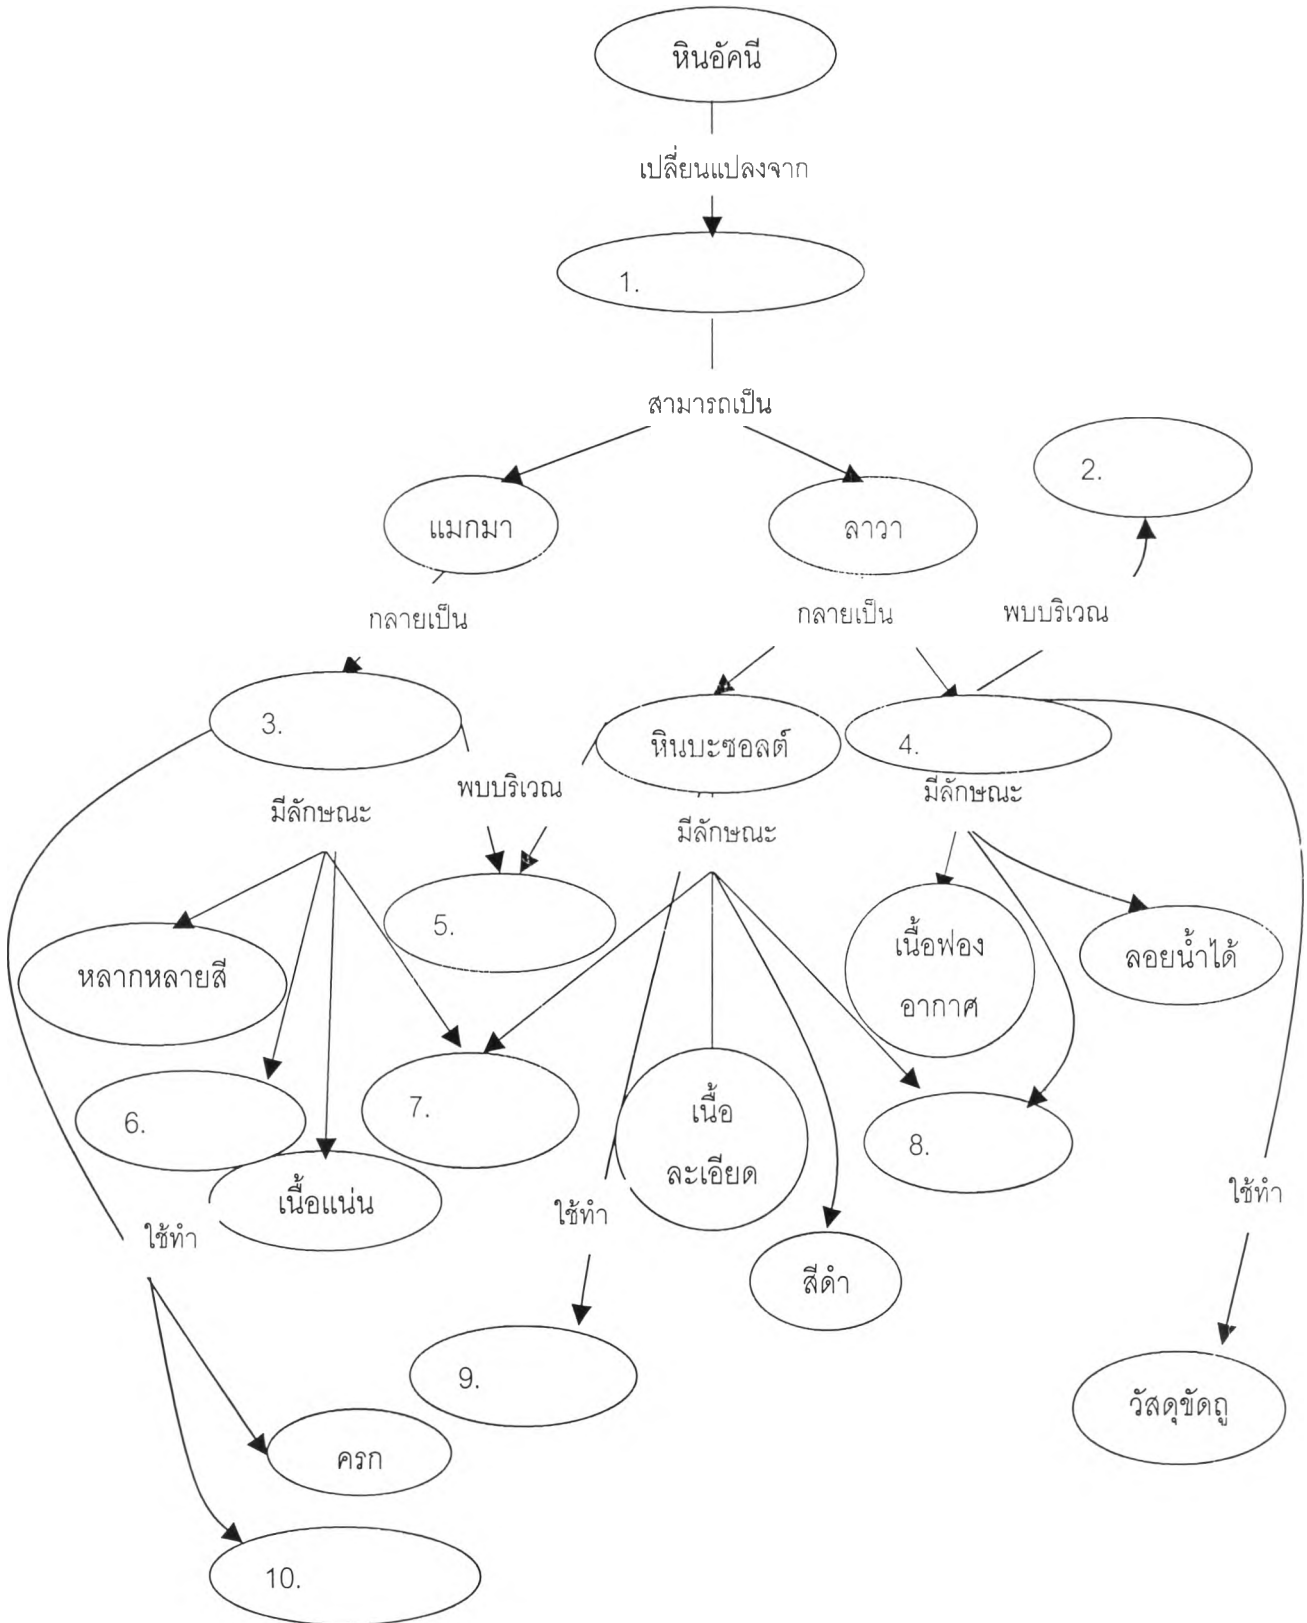 หินอัคนี
เปลี่ยนแปลงจาก
1.
สามารถเป็น
2.
แมกมา
ลาวา
กลายเป็น
กลายเป็น
พบบริเวณ
3.
หินบะซอลต์
4.
พบบริเวณ
มีลักษณะ
มีลักษณะ
มีลักษณะ
5.
เนื้อฟอง
อากาศ
ลอยน้ำได้
หลากหลายสี
6.
7.
เนื้อ
ละเอียด
8.
เนื้อแน่น
ใช้ทำ
ใช้ทำ
ใช้ทำ
สีดำ
9.
วัสดุขัดถู
ครก
10.